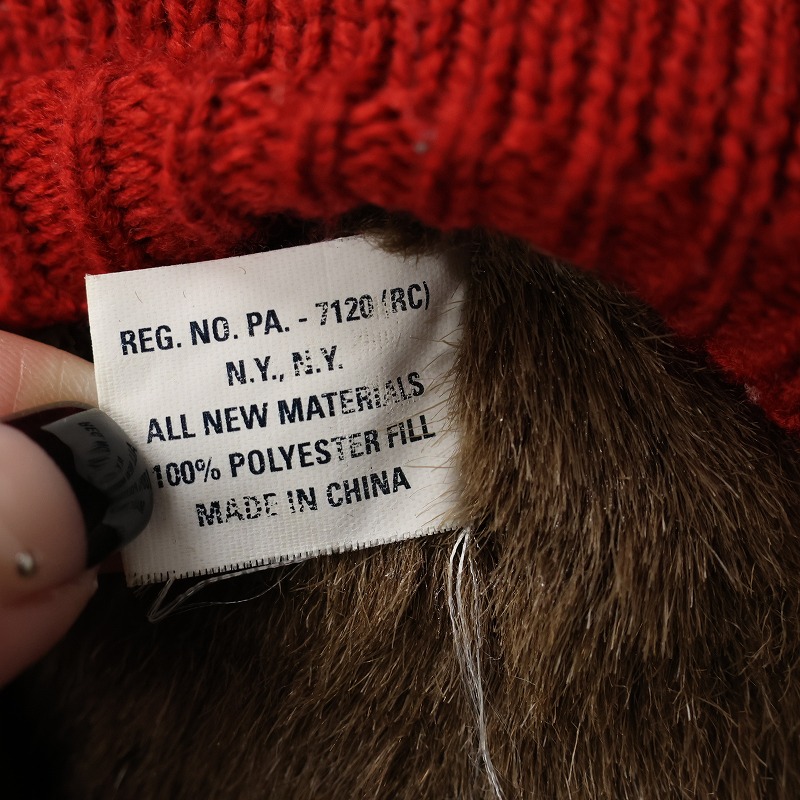 REG. NO. PA. - 7120 (RC)
N.Y., N.Y.
ALL NEW MATERIALS
100% POLYESTER FILL
MADE IN CHINA